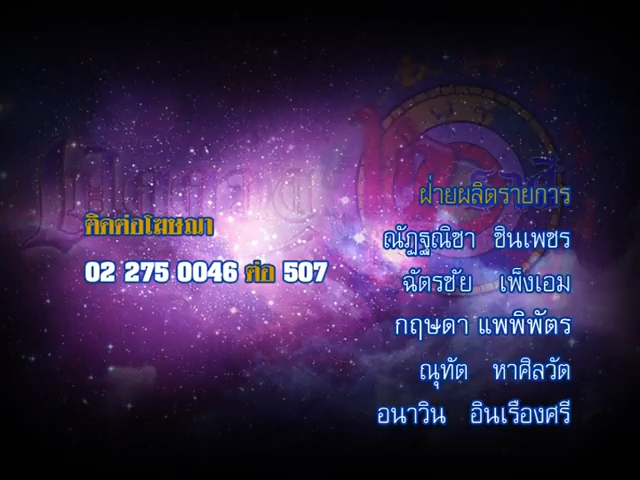 ติดต่อโฆษณา
02 275 0046 ต่อ 507
ฝ่ายผลิตรายการ
ณัฏฐณิชา ชินเพชร
ฉัตรชัย เพ็งเอม
กฤษดา แพพิพัตร
ณุทัด หาศิลวัต
อนาวิน อินเรืองศรี